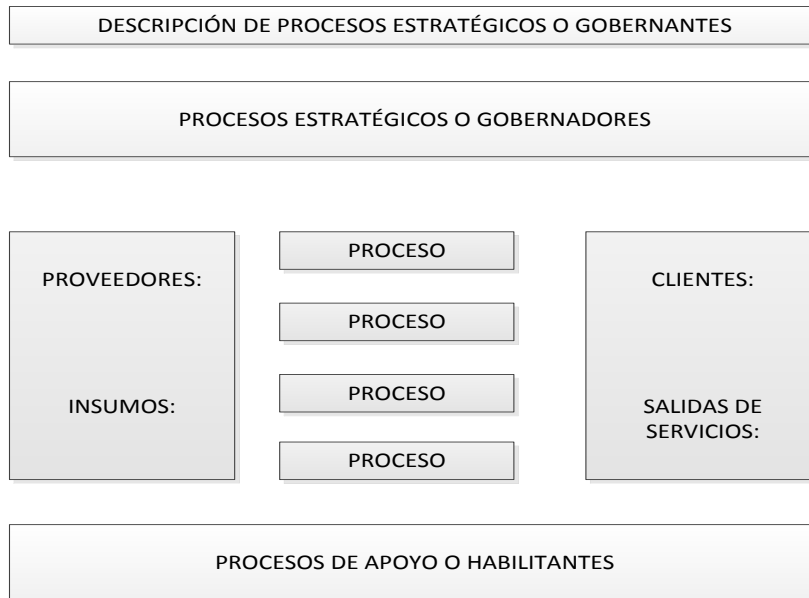 DESCRIPCIÓN DE PROCESOS ESTRATÉGICOS O GOBERNANTES
PROCESOS ESTRATÉGICOS O GOBERNADORES
PROVEEDORES:
INSUMOS:
PROCESO
PROCESO
PROCESO
PROCESO
CLIENTES:
SALIDAS DE
SERVICIOS:
PROCESOS DE APOYO O HABILITANTES